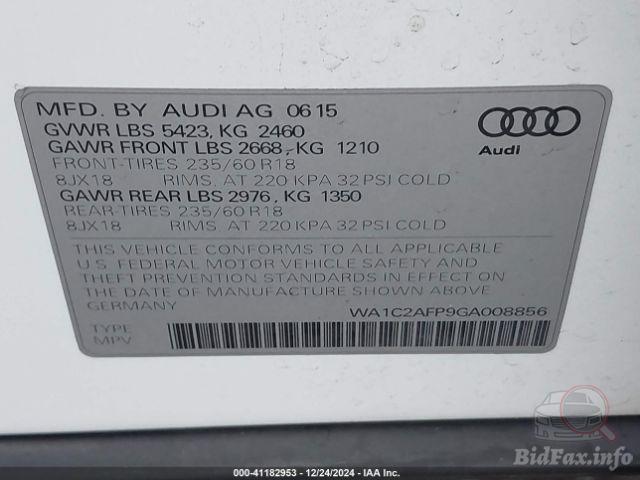 MFD. BY AUDI AG 06 15
GVWR LBS 5423, KG 2460
GAWR FRONT LBS 2668, KG 1210
FRONT-TIRES 235/60 R18
8JX18 RIMS, AT 220 KPA 32 PSI COLD
GAWR REAR LBS 2976, KG 1350
REAR-TIRES 235/60 R18
8JX18 RIMS, AT 220 KPA 32 PSI COLD
Audi
THIS VEHICLE CONFORMS TO ALL APPLICABLE
U.S. FEDERAL MOTOR VEHICLE SAFETY AND
THEFT PREVENTION STANDARDS IN EFFECT ON
THE DATE OF MANUFACTURE SHOWN ABOVE.
GERMANY WA1C2AFP9GA008856
TYPE
MPV
BidFax.info
000-41182953 - 12/24/2024 - IAA Inc.